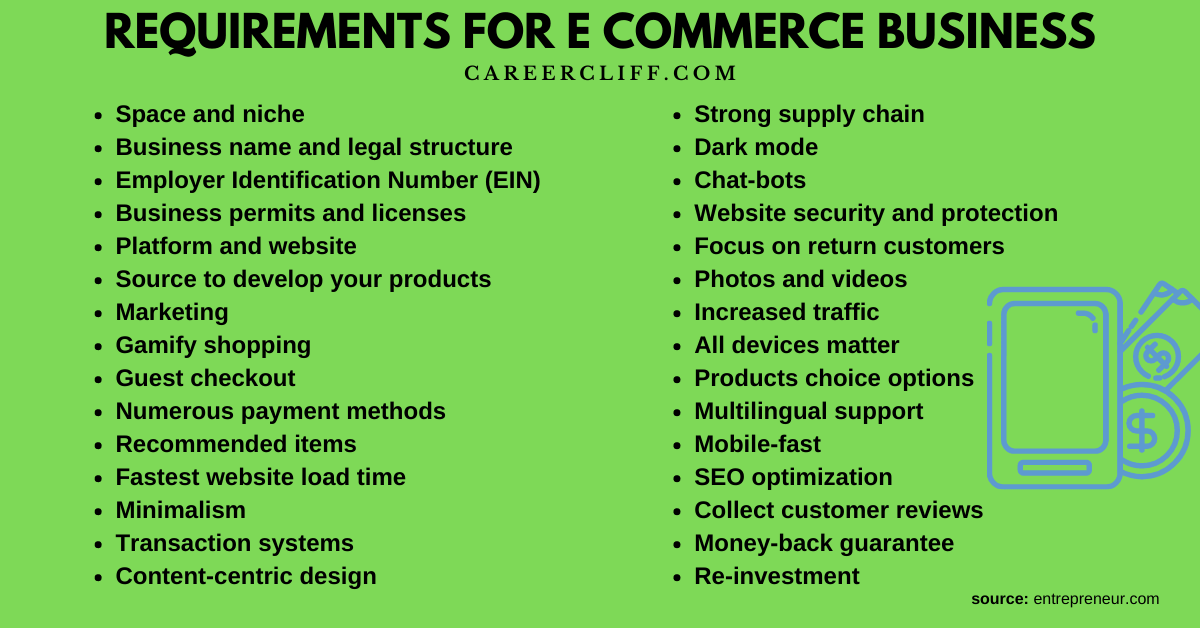 REQUIREMENTS FOR E COMMERCE BUSINESS
CAREERCLIFF.COM
• Space and niche
• Business name and legal structure
• Employer Identification Number (EIN)
• Business permits and licenses
• Platform and website
• Source to develop your products
• Marketing
• Gamify shopping
• Guest checkout
• Numerous payment methods
• Recommended items
• Fastest website load time
• Minimalism
• Transaction systems
• Content-centric design
• Strong supply chain
• Dark mode
• Chat-bots
• Website security and protection
• Focus on return customers
• Photos and videos
• Increased traffic
• All devices matter
• Products choice options
• Multilingual support
• Mobile-fast
• SEO optimization
• Collect customer reviews
• Money-back guarantee
• Re-investment
$
$
source: entrepreneur.com